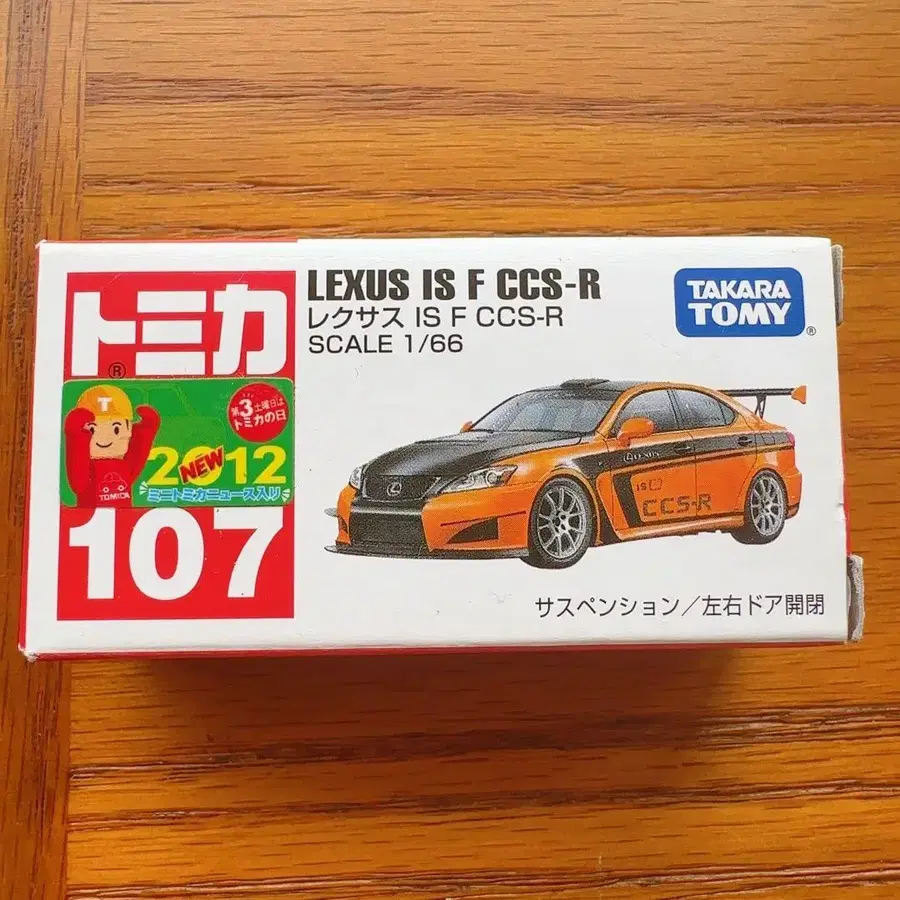 トミカ
®
第3土曜日は
トミカの日
T
TOMICA
2012
NEW
ミニトミカニュース入り
107
LEXUS IS F CCS-R
レクサス IS F CCS-R
SCALE 1/66
TAKARA
TOMY
®
LEXUS
IS
CCS-R
サスペンション/左右ドア開閉